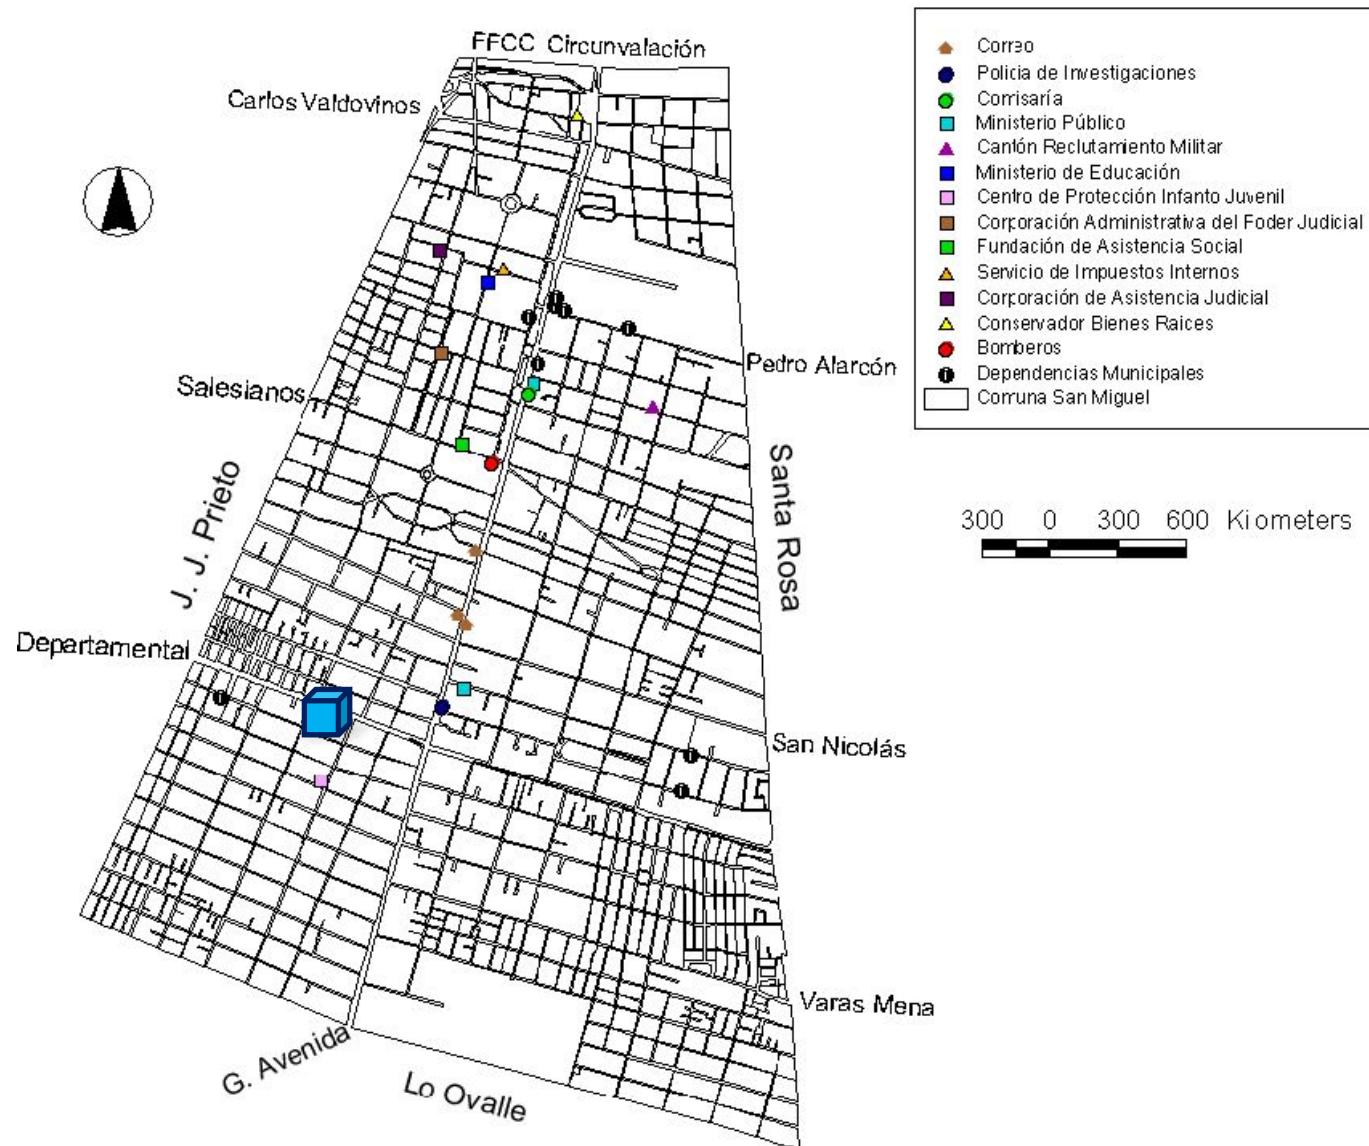 FFCC Circunvalación
Carlos Valdovinos
Salesianos
Pedro Alarcón
J. J. Prieto
Santa Rosa
Departamental
San Nicolás
Varas Mena
G. Avenida
Lo Ovalle
Correo
Policia de Investigaciones
Comisaría
Ministerio Público
Cantón Reclutamiento Militar
Ministerio de Educación
Centro de Protección Infanto Juvenil
Corporación Administrativa del Poder Judicial
Fundación de Asistencia Social
Servicio de Impuestos Internos
Corporación de Asistencia Judicial
Conservador Bienes Raices
Bomberos
Dependencias Municipales
Comuna San Miguel
300 0 300 600 Kilometers